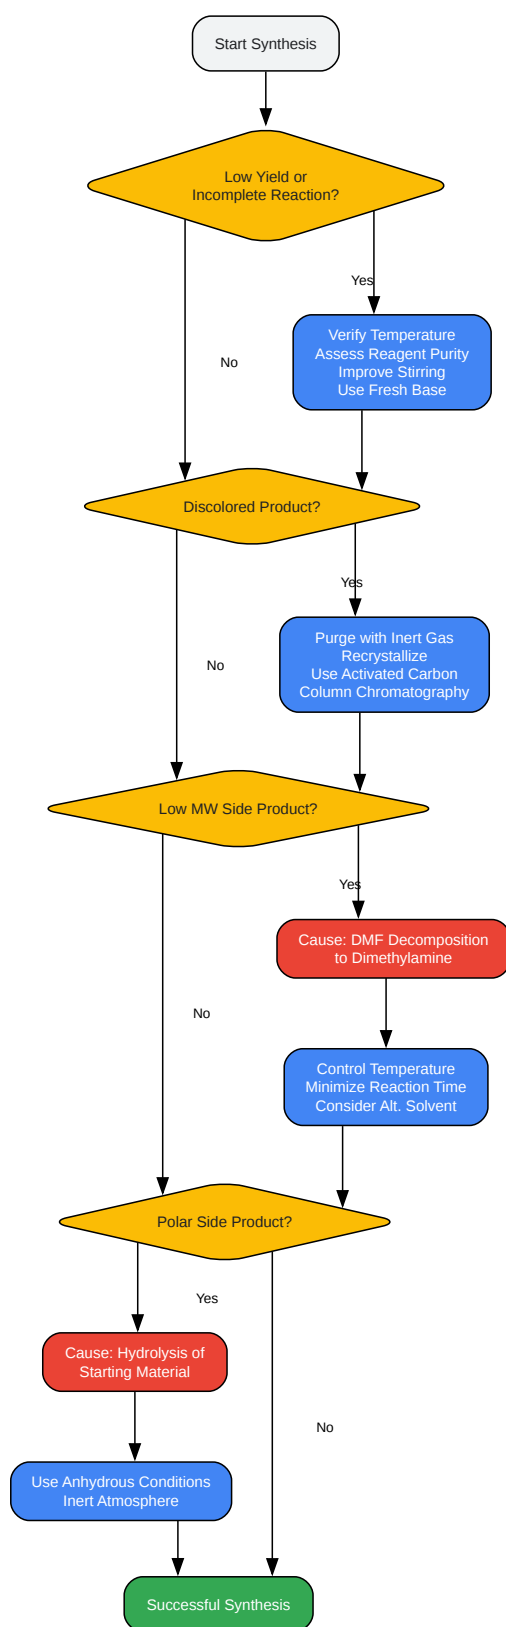 Start Synthesis
Low Yield or
Incomplete Reaction?
Yes
Verify Temperature
Assess Reagent Purity
Improve Stirring
Use Fresh Base
No
Discolored Product?
Yes
Purge with Inert Gas
Recrystallize
Use Activated Carbon
Column Chromatography
No
Low MW Side Product?
Yes
Cause: DMF Decomposition
to Dimethylamine
No
Control Temperature
Minimize Reaction Time
Consider Alt. Solvent
Polar Side Product?
Yes
Cause: Hydrolysis of
Starting Material
No
Use Anhydrous Conditions
Inert Atmosphere
Successful Synthesis